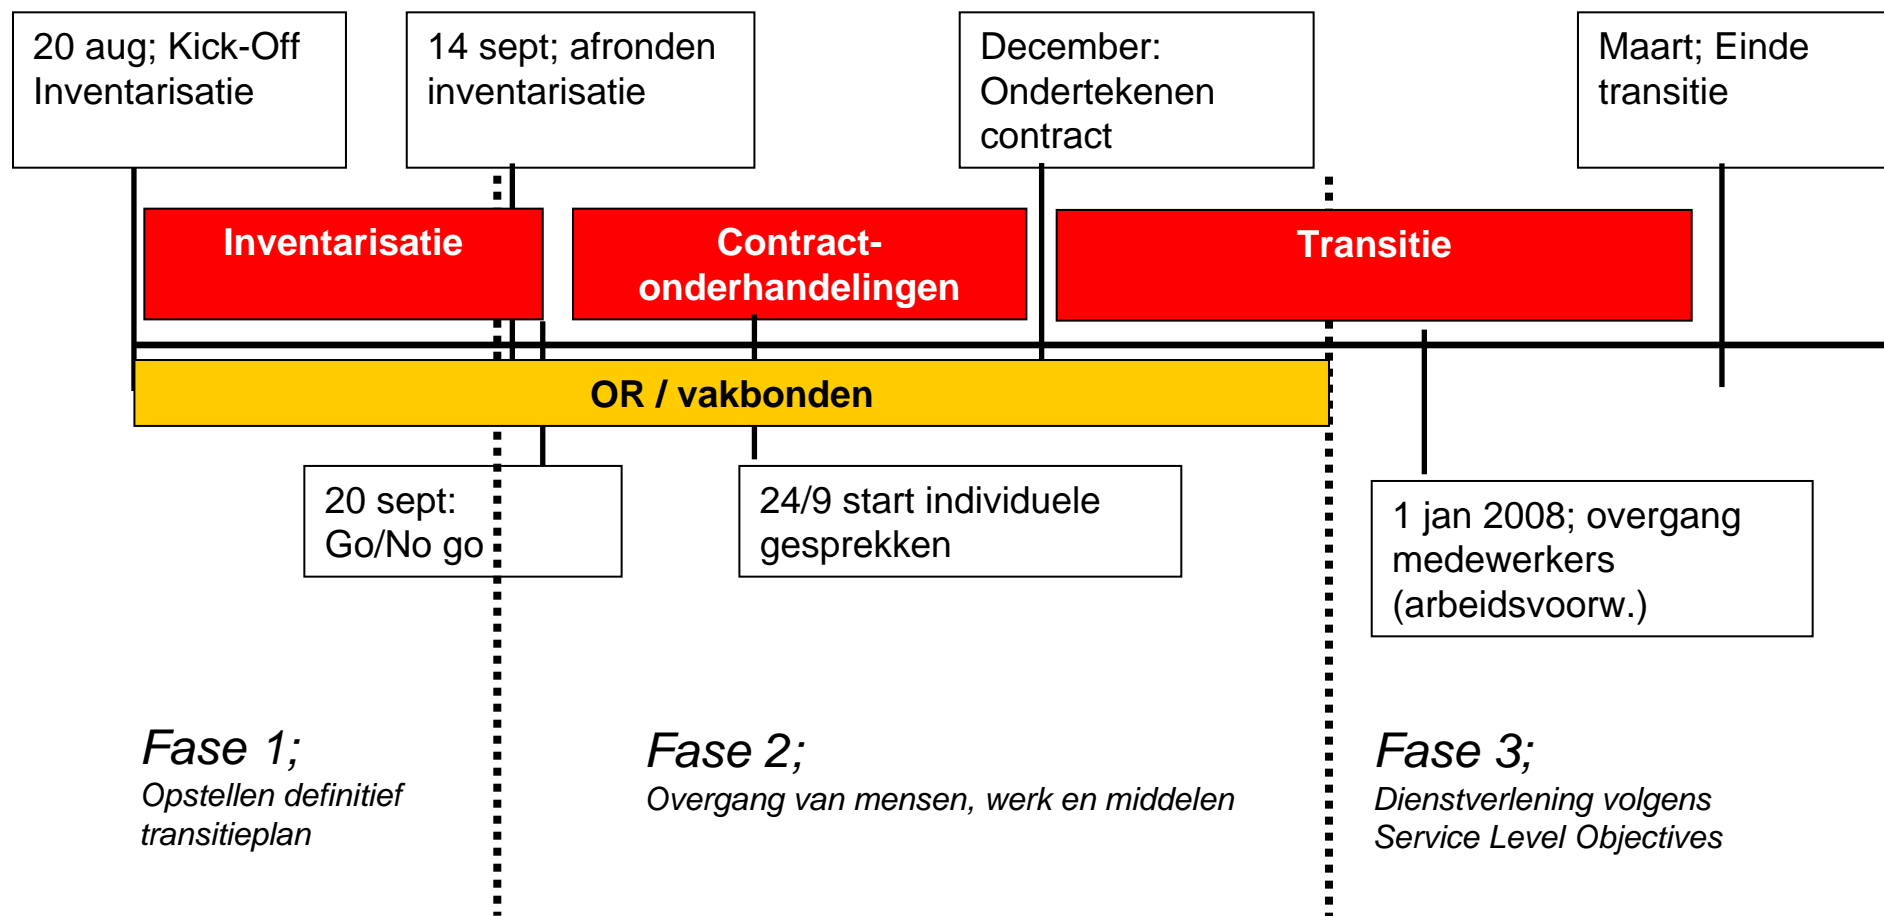 20 aug; Kick-Off
Inventarisatie
14 sept; afronden
inventarisatie
December:
Ondertekenen
contract
Maart; Einde
transitie
Inventarisatie
Contract-
onderhandelingen
Transitie
OR / vakbonden
20 sept:
Go/No go
24/9 start individuele
gesprekken
1 jan 2008; overgang
medewerkers
(arbeidsvoorw.)
Fase 1;
Opstellen definitief
transitieplan
Fase 2;
Overgang van mensen, werk en middelen
Fase 3;
Dienstverlening volgens
Service Level Objectives